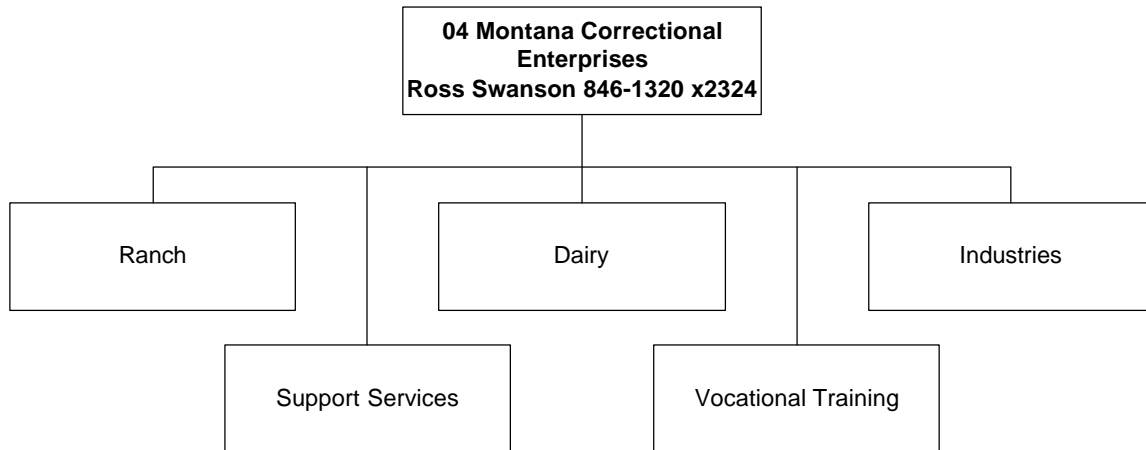 04 Montana Correctional
Enterprises
Ross Swanson 846-1320 x2324
Ranch
Dairy
Industries
Support Services
Vocational Training